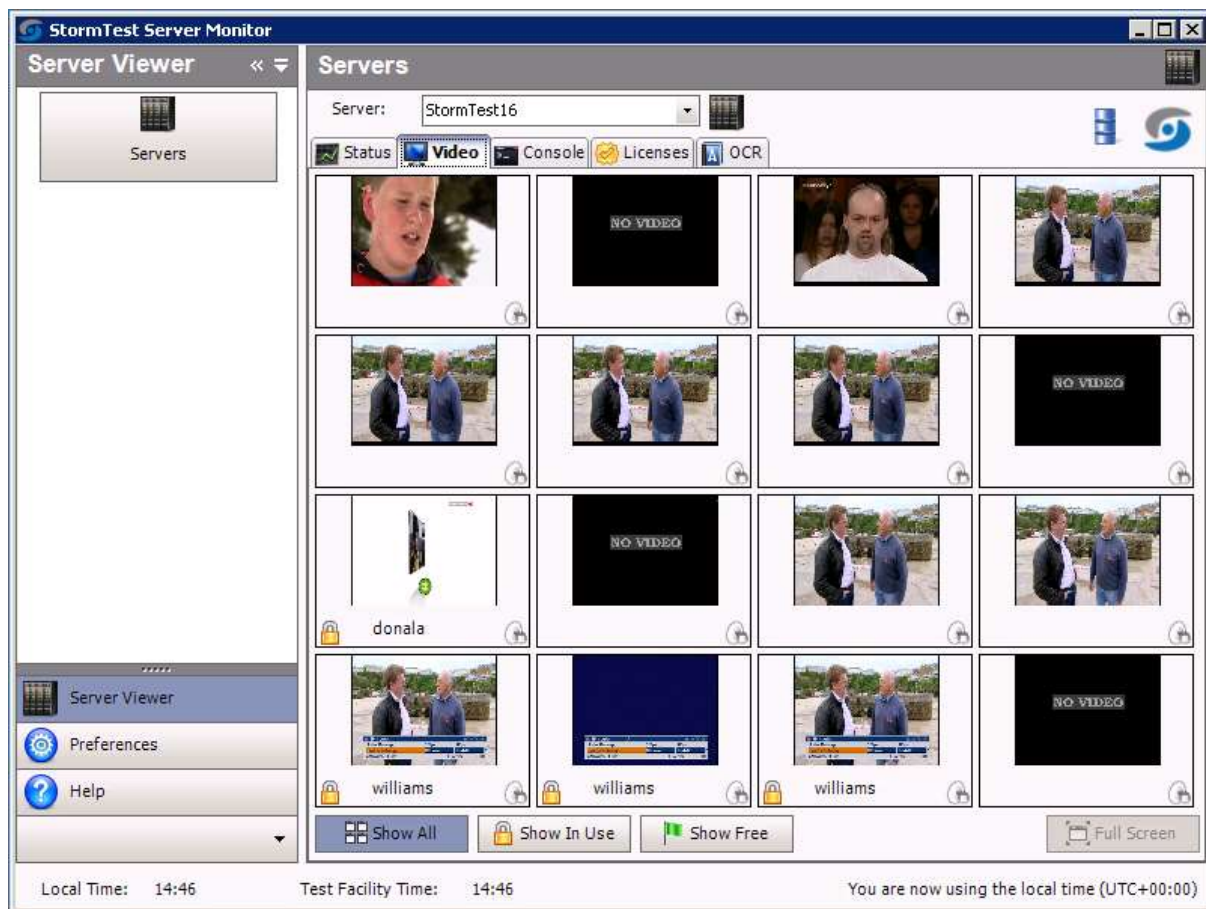 StormTest Server Monitor
Server Viewer
Servers
Servers
Server: StormTest16
Status Video Console Licenses OCR
NO VIDEO
NO VIDEO
NO VIDEO
donala
williams williams williams
NO VIDEO
Server Viewer
Preferences
Help
Show All Show In Use Show Free Full Screen
Local Time: 14:46 Test Facility Time: 14:46 You are now using the local time (UTC+00:00)